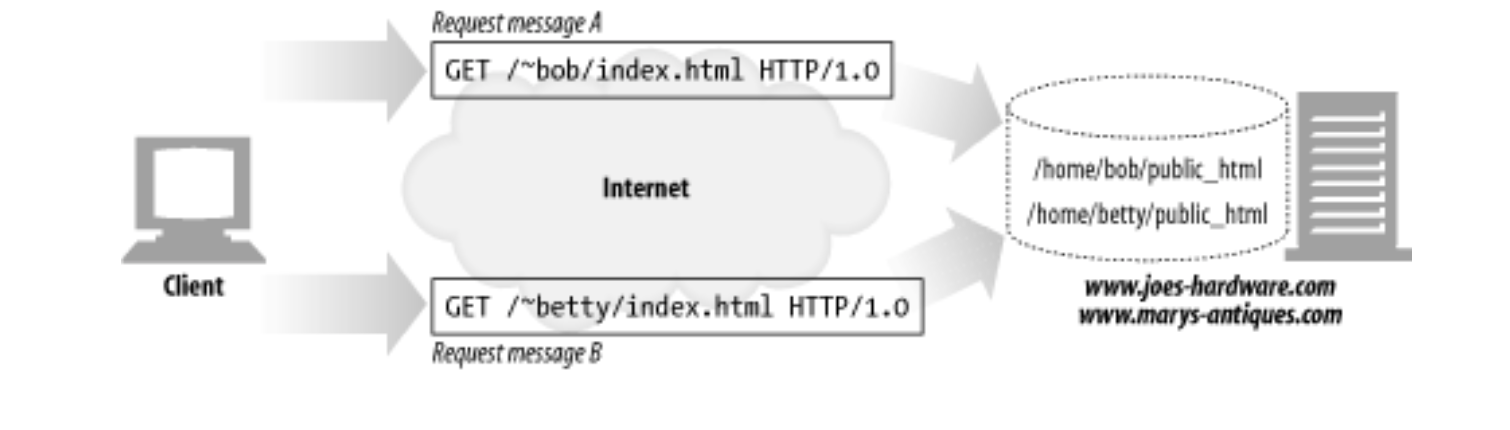 Request message A
GET /~bob/index.html HTTP/1.0
Internet
/home/bob/public_html
/home/betty/public_html
Client
GET /~betty/index.html HTTP/1.0
www.joes-hardware.com
www.marys-antiques.com
Request message B